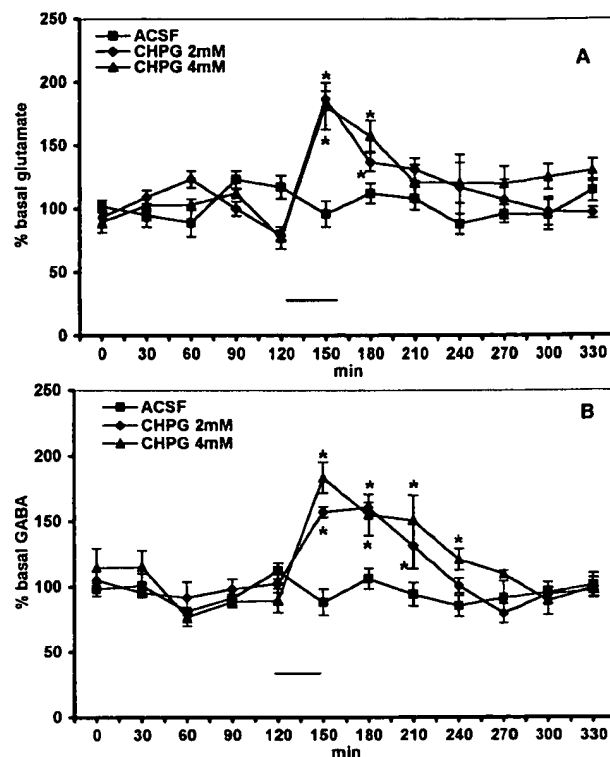 250
ACSF
CHPG 2mM
CHPG 4mM
A
200
150
100
50
0
% basal glutamate
*
*
*
*
0 30 60 90 120 150 180 210 240 270 300 330
min
250
ACSF
CHPG 2mM
CHPG 4mM
B
200
150
100
50
0
% basal GABA
* * *
* * * *
0 30 60 90 120 150 180 210 240 270 300 330
min